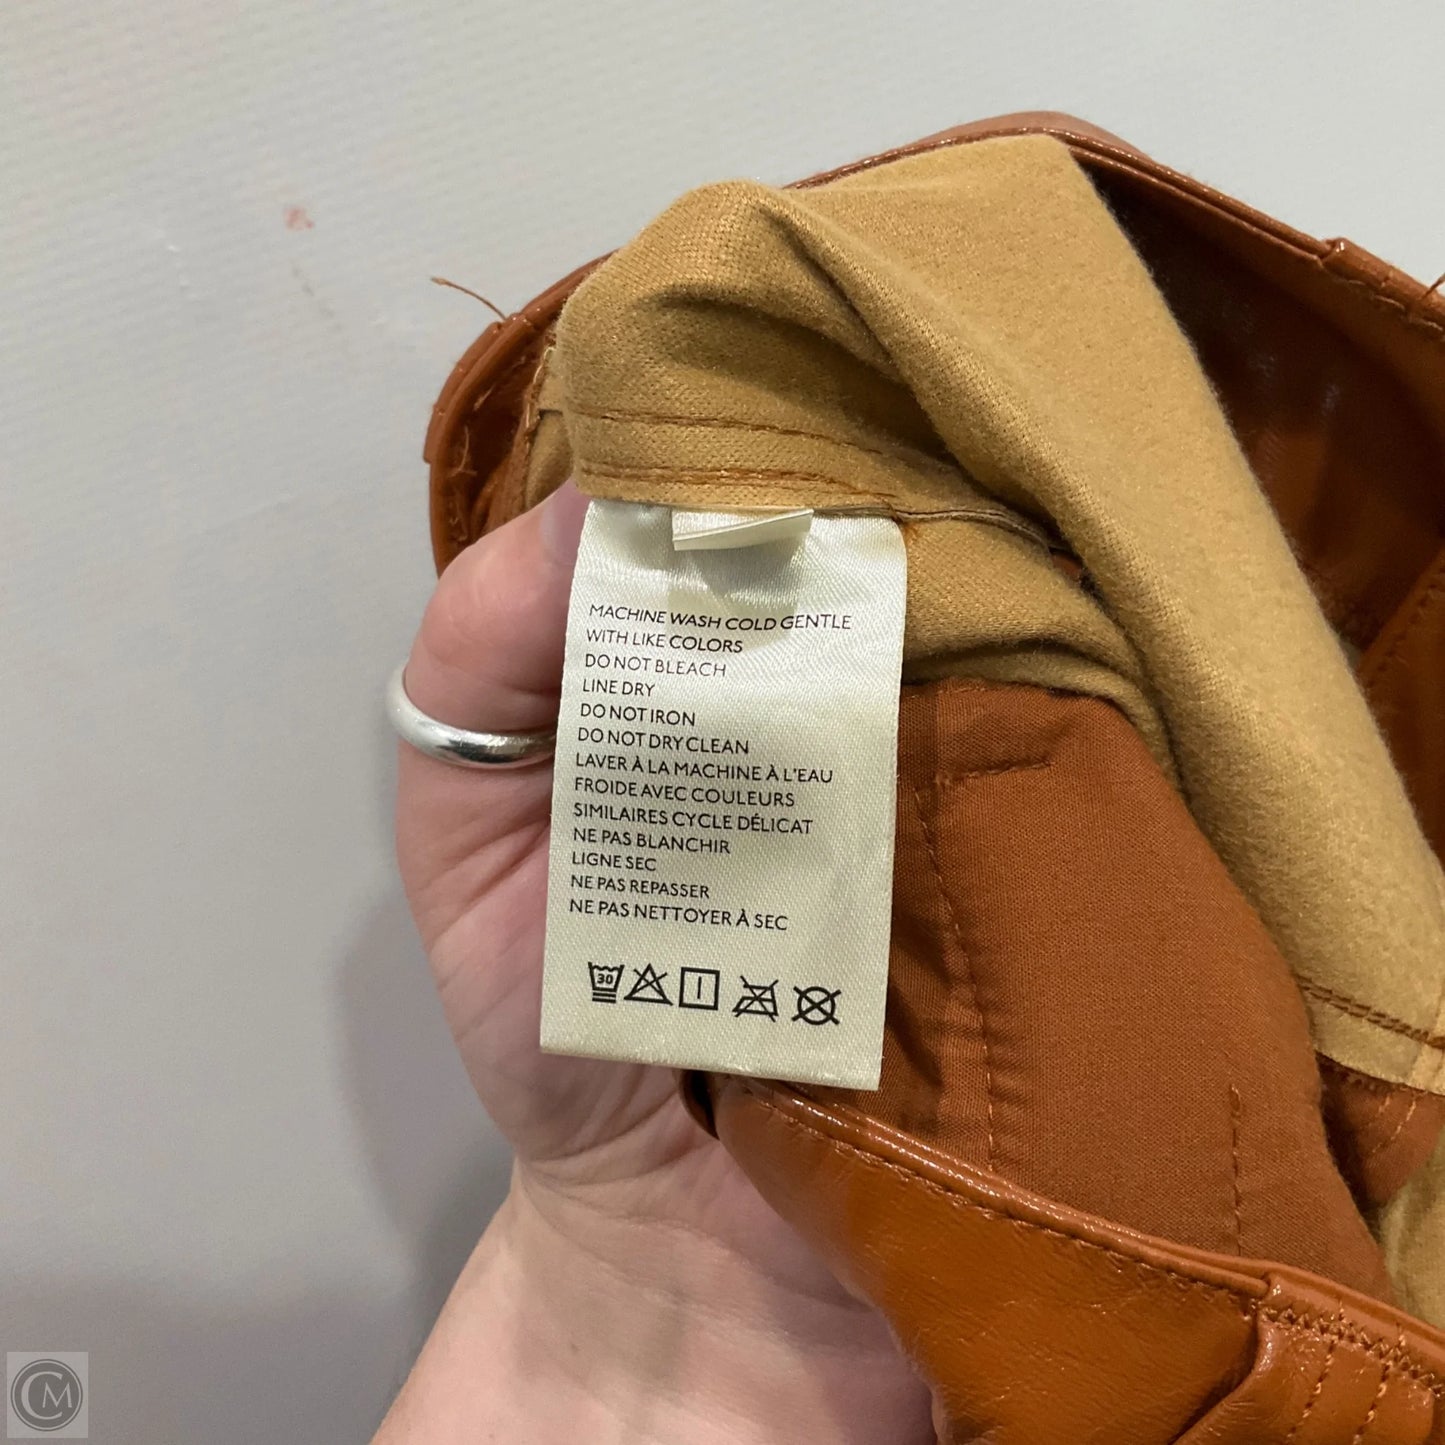 MACHINE WASH COLD GENTLE
WITH LIKE COLORS
DO NOT BLEACH
LINE DRY
DO NOT IRON
DO NOT DRY CLEAN
LAVER À LA MACHINE À L'EAU
FROIDE AVEC COULEURS
SIMILAIRES CYCLE DÉLICAT
NE PAS BLANCHIR
LIGNE SEC
NE PAS REPASSER
NE PAS NETTOYER À SEC
30
CM